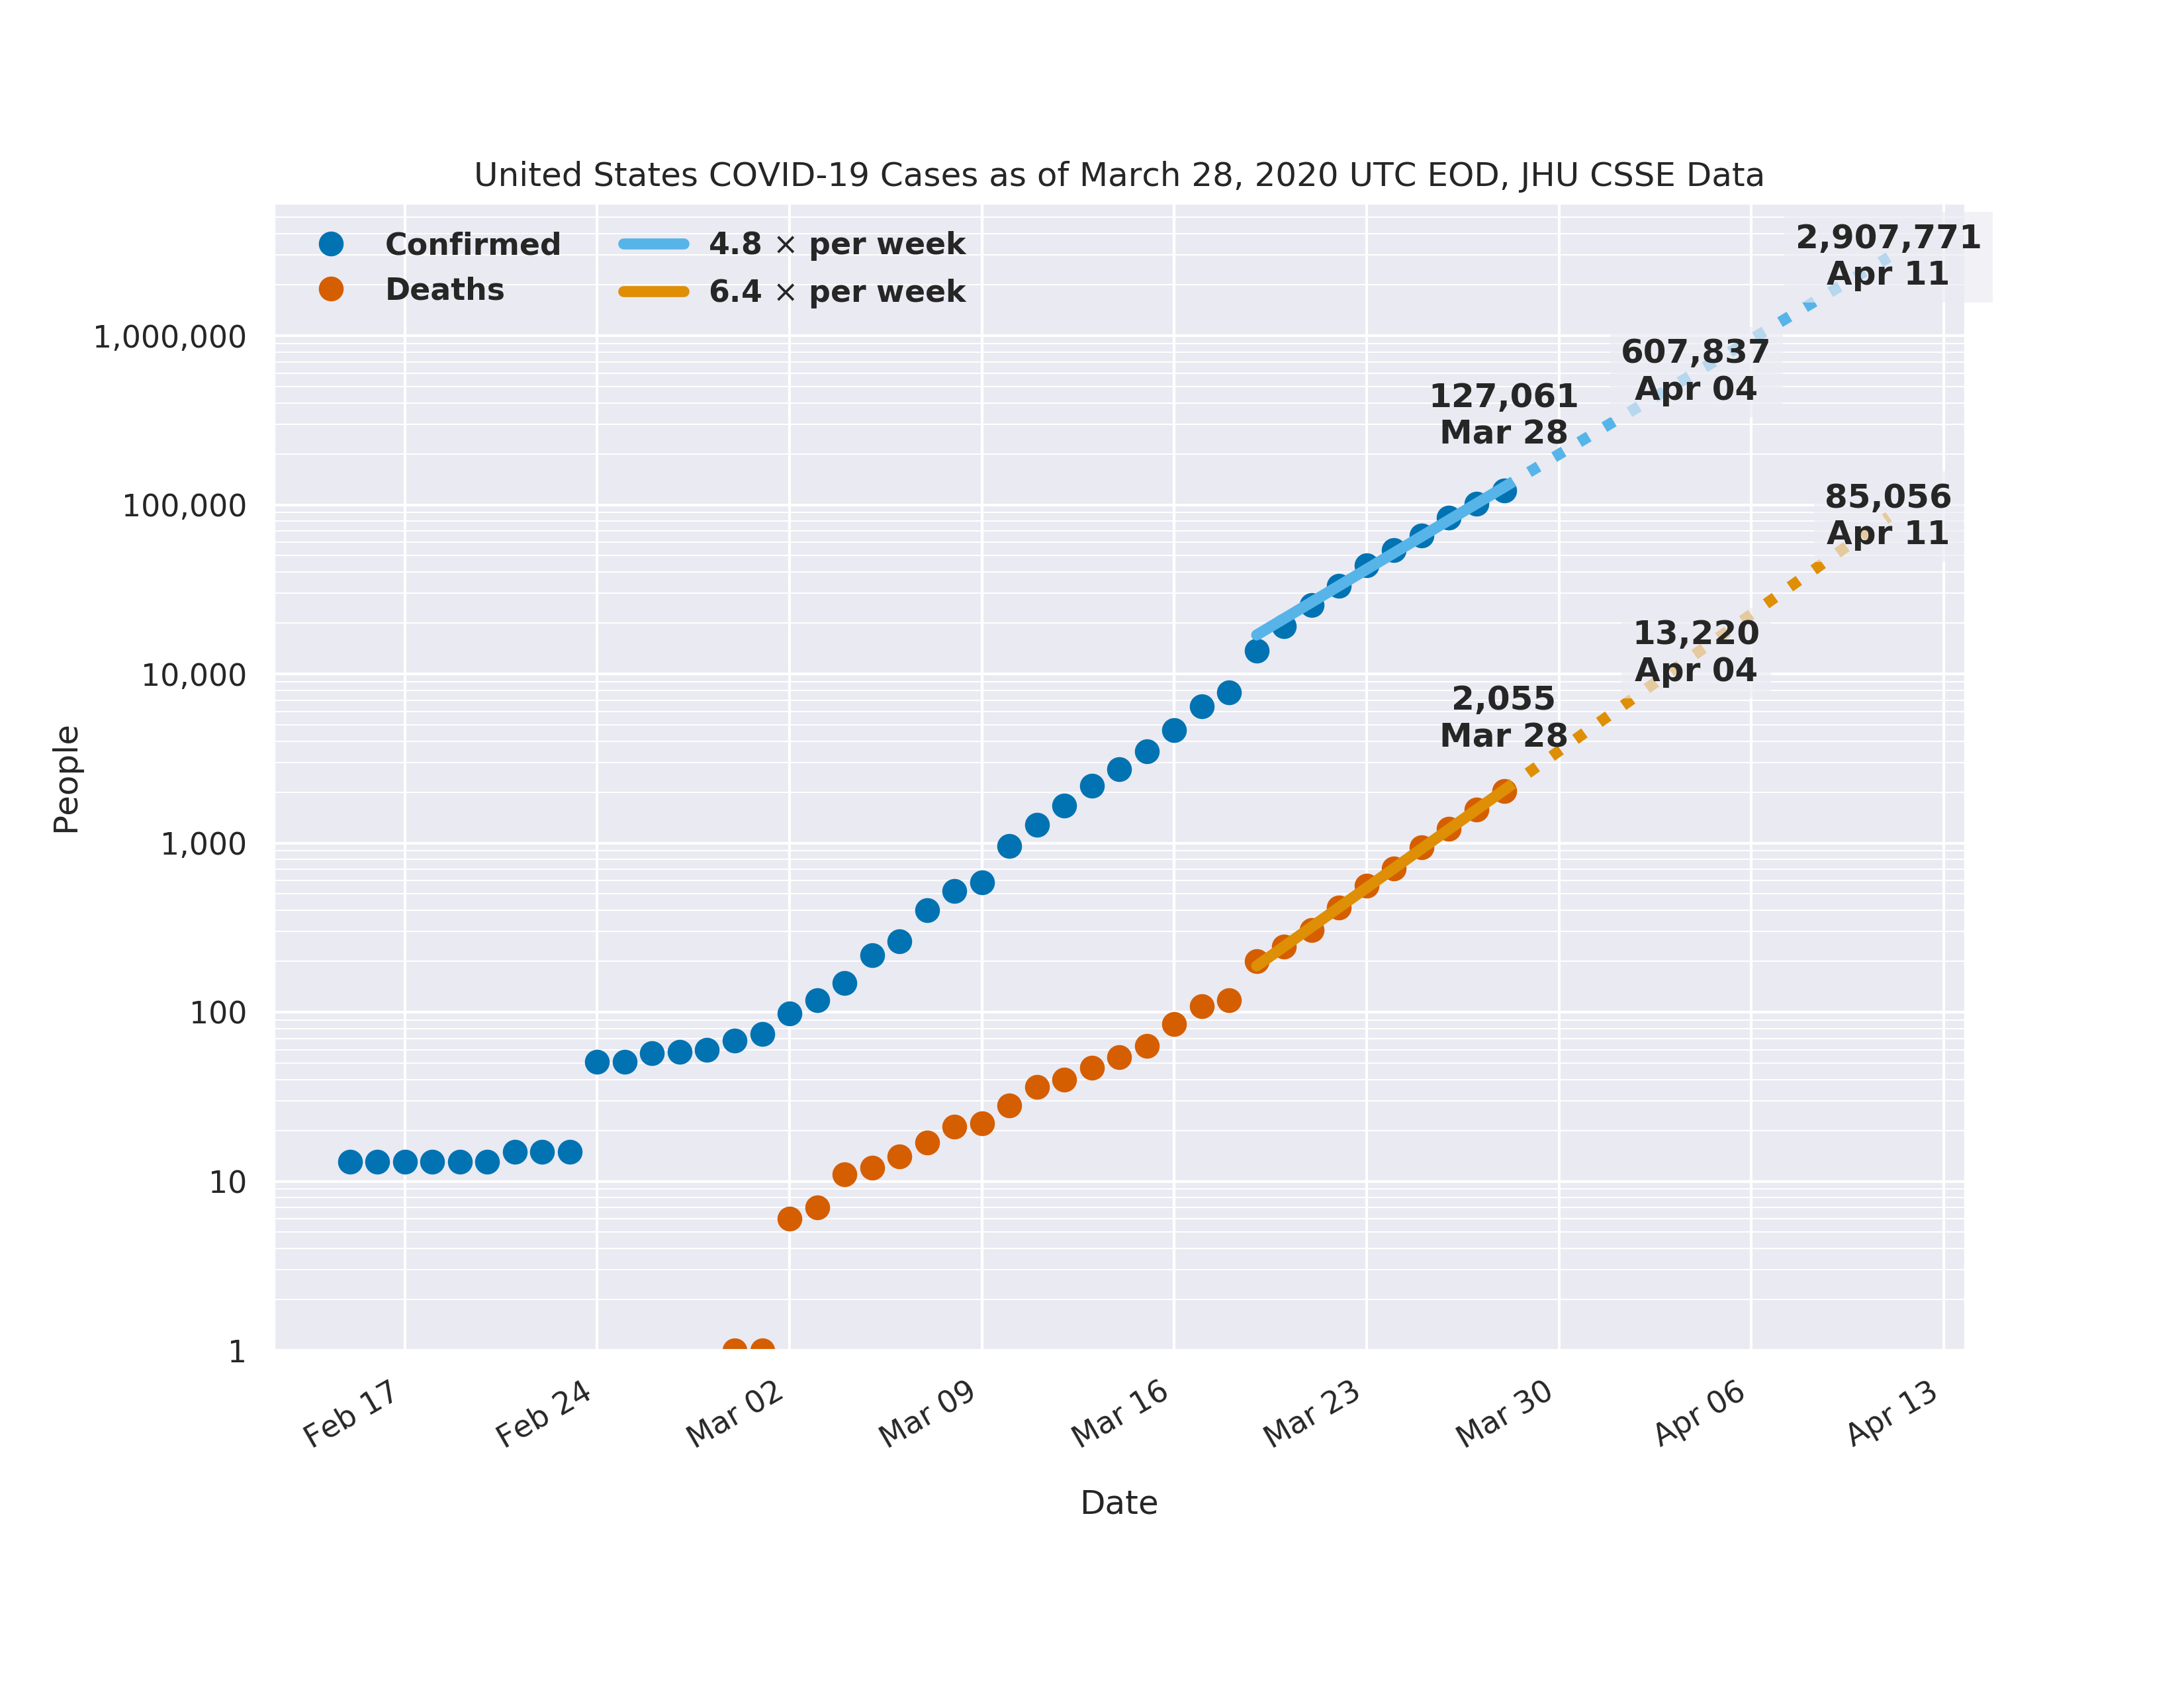 United States COVID-19 Cases as of March 28, 2020 UTC EOD, JHU CSSE Data
Confirmed
Deaths
4.8 × per week
6.4 × per week
2,907,771
Apr 11
607,837
Apr 04
127,061
Mar 28
85,056
Apr 11
13,220
Apr 04
2,055
Mar 28
People
1,000,000
100,000
10,000
1,000
100
10
1
Feb 17
Feb 24
Mar 02
Mar 09
Mar 16
Mar 23
Mar 30
Apr 06
Apr 13
Date